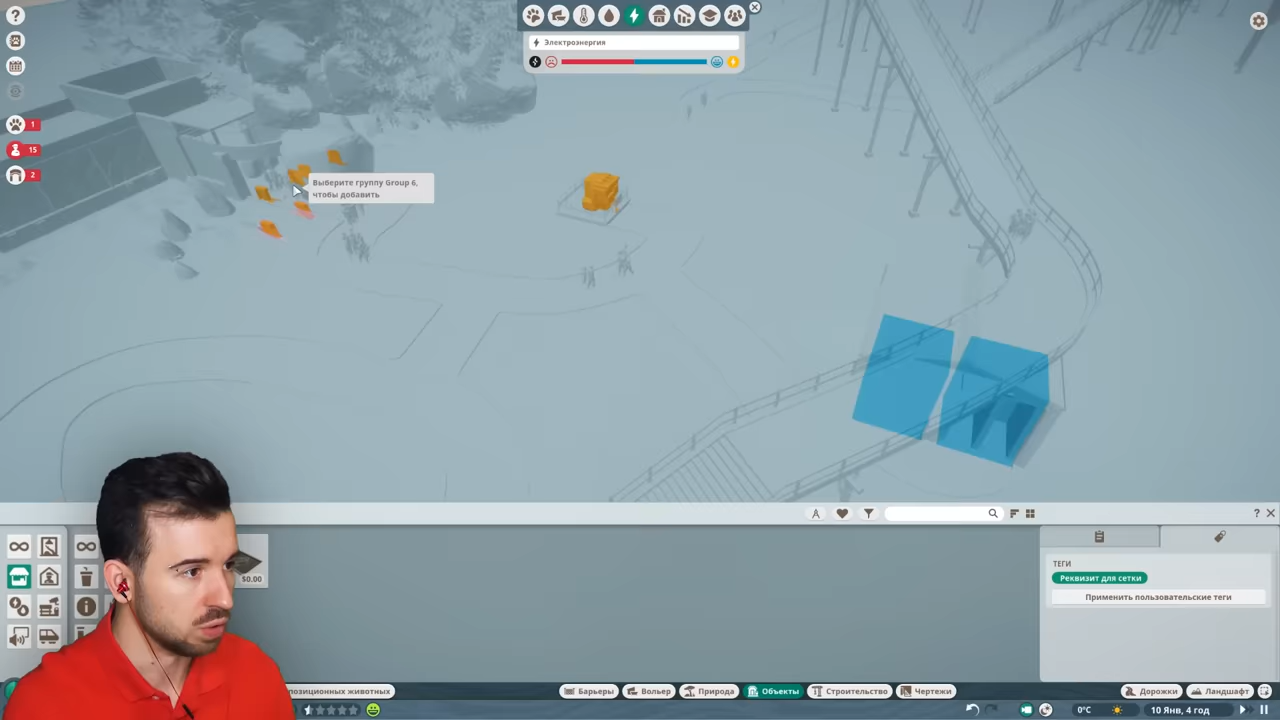 ?
Электроэнергия
1
15
2
Выберите группу Group 6,
чтобы добавить
?
$0.00
ТЕГИ
Реквизит для сетки
Применить пользовательские теги
позиционных животных
Барьеры
Вольер
Природа
Объекты
Строительство
Чертежи
Дорожки
Ландшафт
0°C
10 Янв, 4 год